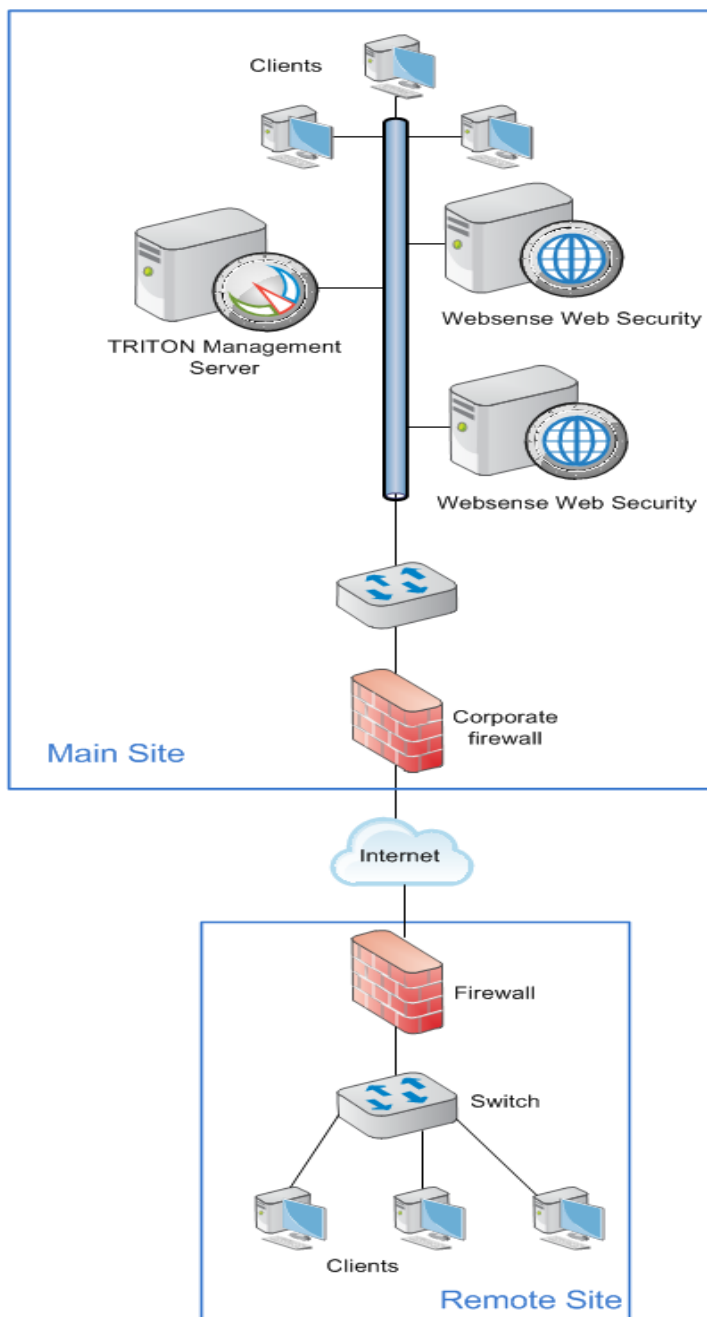 Clients
TRITON Management
Server
Websense Web Security
Websense Web Security
Corporate
firewall
Main Site
Internet
Firewall
Switch
Clients
Remote Site